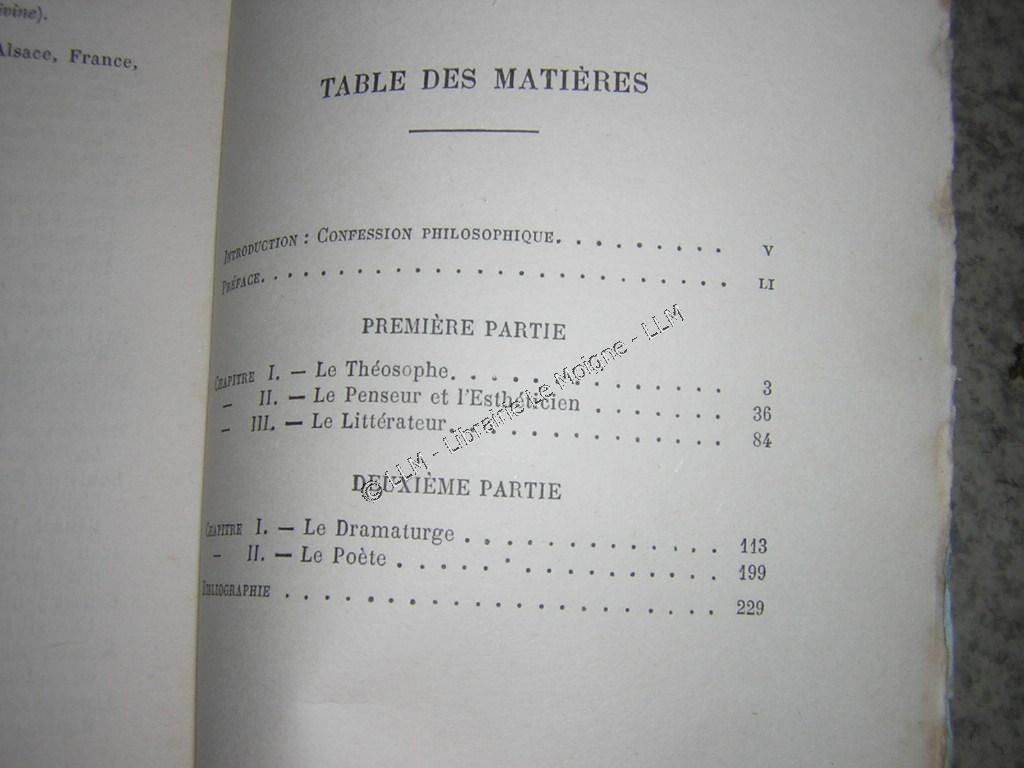 ivine).
Alsace, France,
TABLE DES MATIÈRES
INTRODUCTION : CONFESSION PHILOSOPHIQUE. . . . . . . . . . V
PRÉFACE. . . . . . . . . . . . . . . . . . . . . . . . LI
PREMIÈRE PARTIE
CHAPITRE I. — Le Théosophe. . . . . . . . . . . . . . 3
– II. — Le Penseur et l'Esthéticien . . . . . . . 36
– III. — Le Littérateur. . . . . . . . . . . . . . 84
DEUXIÈME PARTIE
CHAPITRE I. — Le Dramaturge . . . . . . . . . . . . . 113
– II. — Le Poète . . . . . . . . . . . . . . . . 199
BIBLIOGRAPHIE . . . . . . . . . . . . . . . . . . . . . 229
© LLM - Librairie Le Moigne - LLM